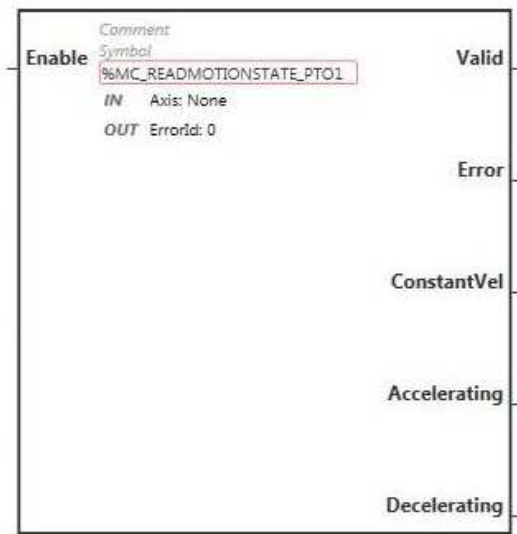 Comment
Enable Symbol Valid
%MC_READMOTIONSTATE_PTO1
IN Axis: None
OUT ErrorId: 0
Error
ConstantVel
Accelerating
Decelerating